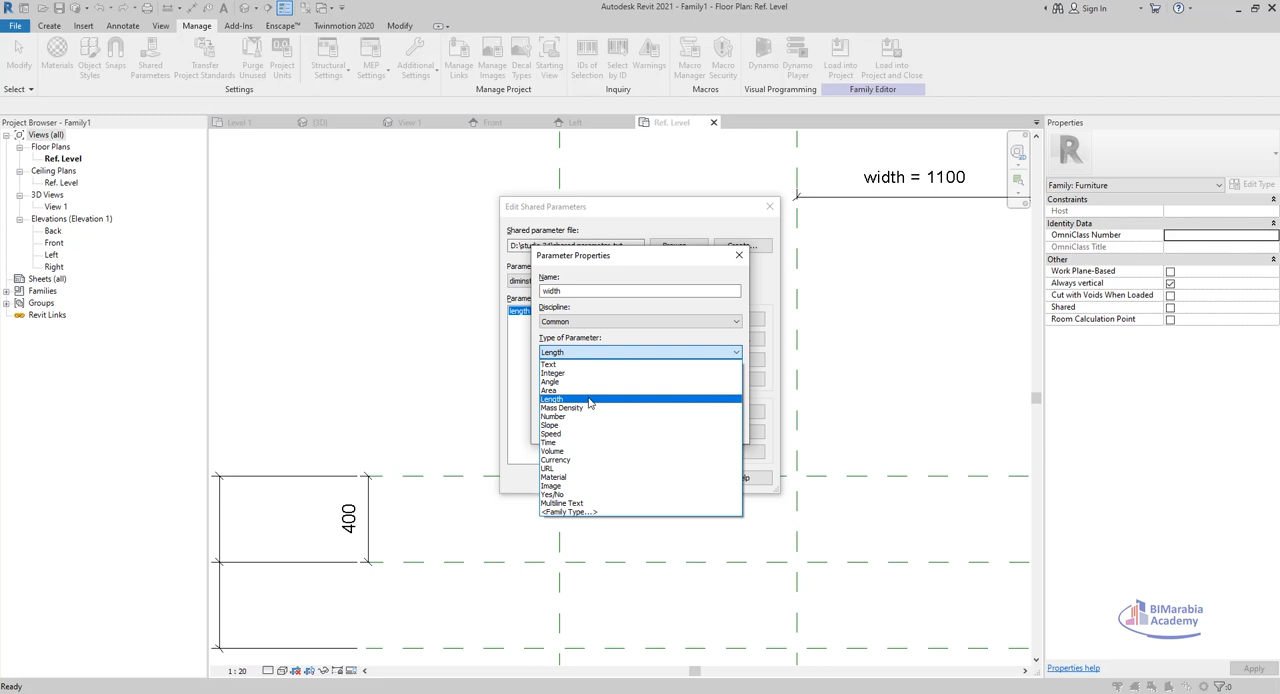 Autodesk Revit 2021 - Family1 - Floor Plan: Ref. Level
Sign In
File Create Insert Annotate View Manage Add-Ins Enscape™ Twinmotion 2020 Modify
Modify
Materials
Object Styles
Snaps
Shared Parameters
Transfer Project Standards
Purge Unused
Project Units
Structural Settings
MEP Settings
Additional Settings
Manage Links
Manage Images
Decal Types
Starting View
IDs of Selection
Select by ID
Warnings
Macro Manager
Macro Security
Dynamo
Dynamo Player
Load into Project
Load into Project and Close
Select
Settings
Manage Project
Inquiry
Macros
Visual Programming
Family Editor
Project Browser - Family1
Views (all)
Floor Plans
Ref. Level
Ceiling Plans
Ref. Level
3D Views
View 1
Elevations (Elevation 1)
Back
Front
Left
Right
Sheets (all)
Families
Groups
Revit Links
Level 1
{3D}
View 1
Front
Left
Ref. Level
width = 1100
400
Edit Shared Parameters
Shared parameter file:
Parameter Properties
Name:
width
Discipline:
Common
Type of Parameter:
Length
Text
Integer
Angle
Area
Length
Mass Density
Number
Slope
Speed
Time
Volume
Currency
URL
Material
Image
Yes/No
Multiline Text
<Family Type...>
length
Properties
Family: Furniture
Edit Type
Constraints
Host
Identity Data
OmniClass Number
OmniClass Title
Other
Work Plane-Based
Always vertical
Cut with Voids When Loaded
Shared
Room Calculation Point
BIMarabia
Academy
Properties help
Apply
1 : 20
Ready
:0